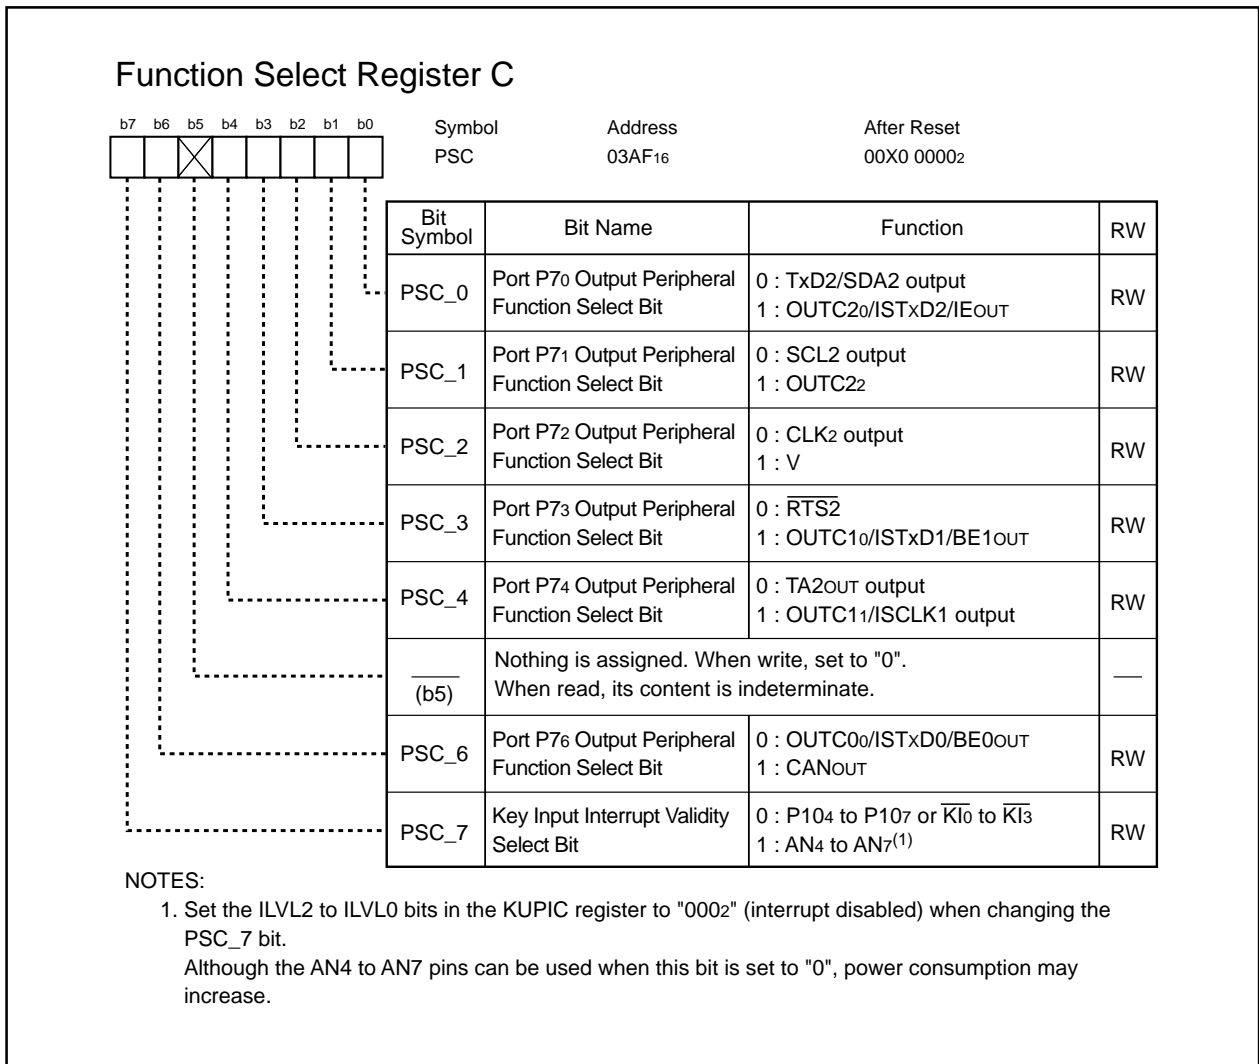 Function Select Register C
b7 b6 b5 b4 b3 b2 b1 b0
Symbol Address After Reset
PSC 03AF16 00X0 00002
Bit Symbol Bit Name Function RW
PSC_0 Port P70 Output Peripheral Function Select Bit 0 : TxD2/SDA2 output RW
1 : OUTC20/ISTXD2/IEOUT
PSC_1 Port P71 Output Peripheral Function Select Bit 0 : SCL2 output RW
1 : OUTC22
PSC_2 Port P72 Output Peripheral Function Select Bit 0 : CLK2 output RW
1 : V
PSC_3 Port P73 Output Peripheral Function Select Bit 0 : RTS2 RW
1 : OUTC10/ISTxD1/BE1OUT
PSC_4 Port P74 Output Peripheral Function Select Bit 0 : TA2OUT output RW
1 : OUTC11/ISCLK1 output
(b5) Nothing is assigned. When write, set to "0".
When read, its content is indeterminate.
PSC_6 Port P76 Output Peripheral Function Select Bit 0 : OUTC00/ISTXD0/BE0OUT RW
1 : CANOUT
PSC_7 Key Input Interrupt Validity Select Bit 0 : P104 to P107 or KI0 to KI3 RW
1 : AN4 to AN7(1)
NOTES:
1. Set the ILVL2 to ILVL0 bits in the KUPIC register to "0002" (interrupt disabled) when changing the
PSC_7 bit.
Although the AN4 to AN7 pins can be used when this bit is set to "0", power consumption may
increase.